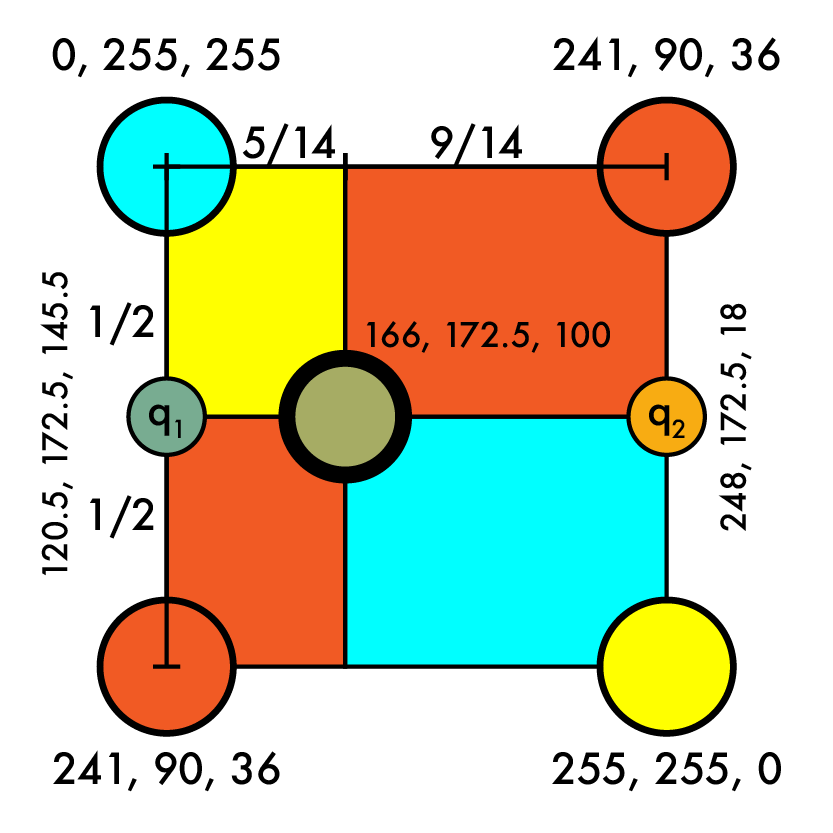 0, 255, 255
241, 90, 36
5/14
9/14
1/2
166, 172.5, 100
120.5, 172.5, 145.5
q₁
q₂
248, 172.5, 18
1/2
241, 90, 36
255, 255, 0